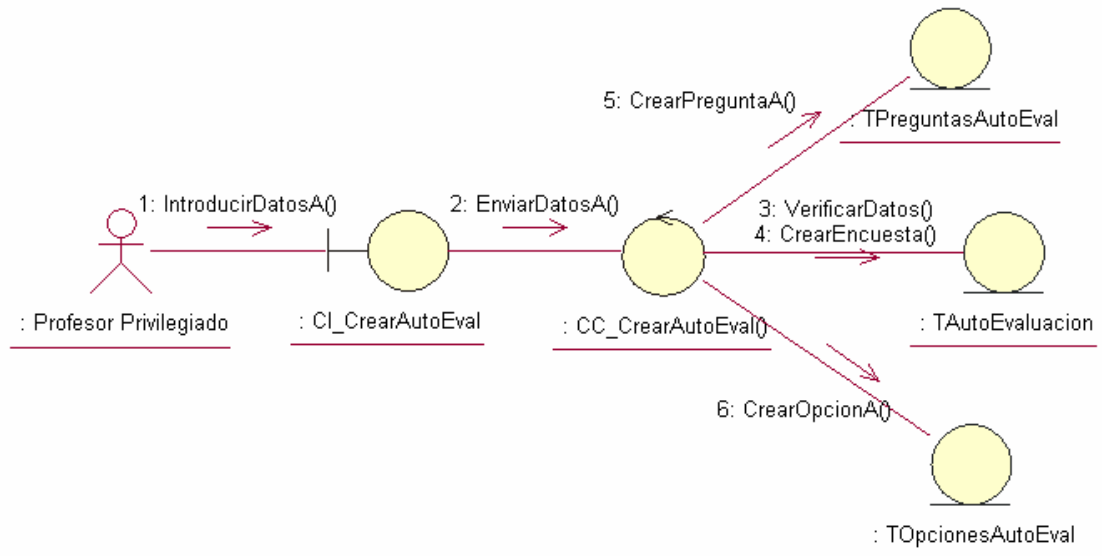 5: CrearPreguntaA()
: TPreguntasAutoEval
1: IntroducirDatosA()
2: EnviarDatosA()
3: VerificarDatos()
4: CrearEncuesta()
: Profesor Privilegiado
: CI_CrearAutoEval
: CC_CrearAutoEval()
: TAutoEvaluacion
6: CrearOpcionA()
: TOpcionesAutoEval